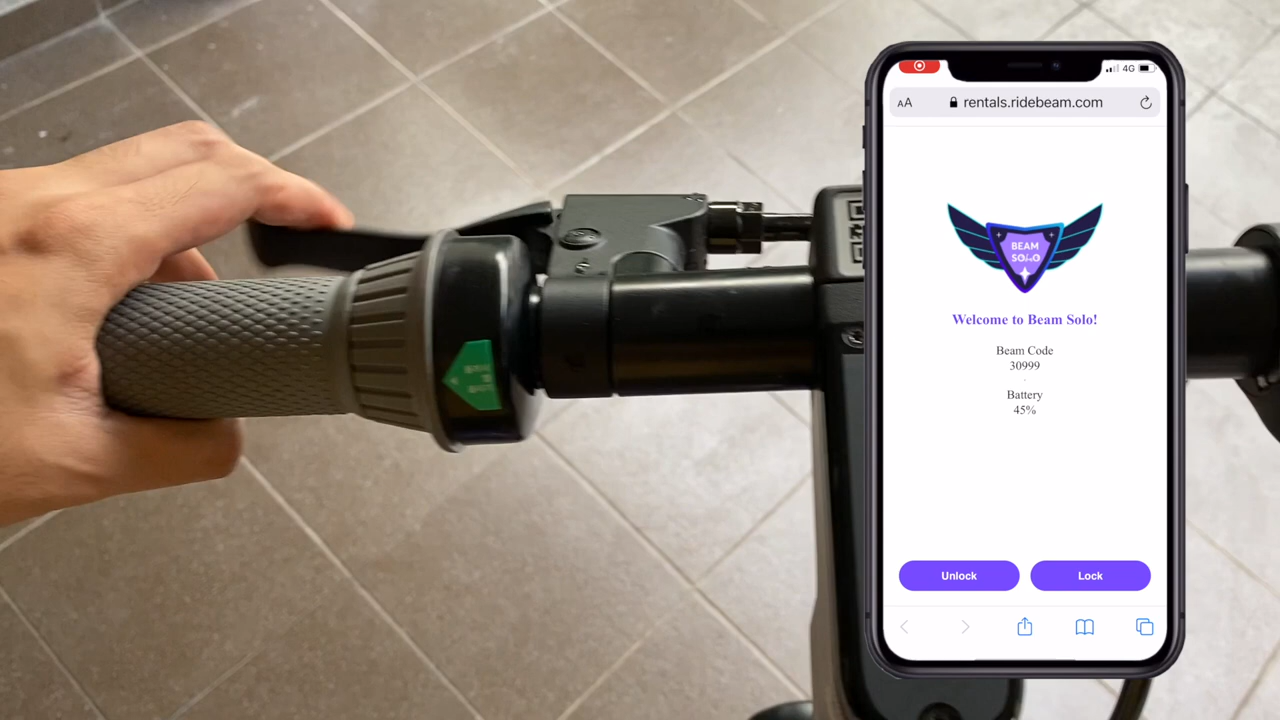 4G
AA
rentals.ridebeam.com
BEAM
SOLO
Welcome to Beam Solo!
Beam Code
30999
Battery
45%
Unlock
Lock